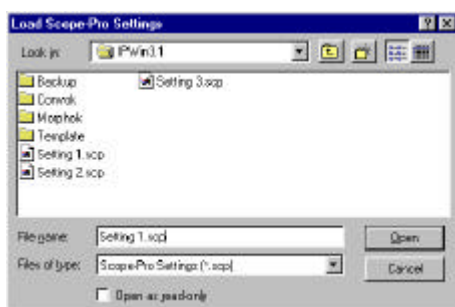 Load Scope-Pro Settings
Look in: IPWin3.1
Backup
Convok
Morphok
Template
Setting 1.scp
Setting 2.scp
Setting 3.scp
File name: Setting 1.scp
Open
Files of type: Scope-Pro Settings (*.scp)
Cancel
Open as read-only